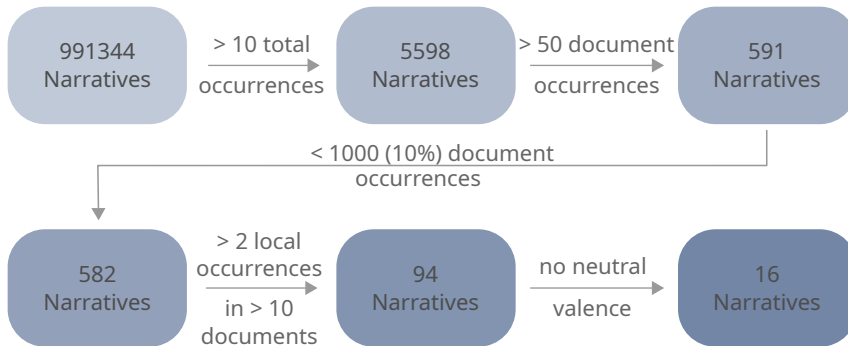 991344
Narratives
> 10 total
occurrences
5598
Narratives
> 50 document
occurrences
591
Narratives
< 1000 (10%) document
occurrences
582
Narratives
> 2 local
occurrences
in > 10
documents
94
Narratives
no neutral
valence
16
Narratives